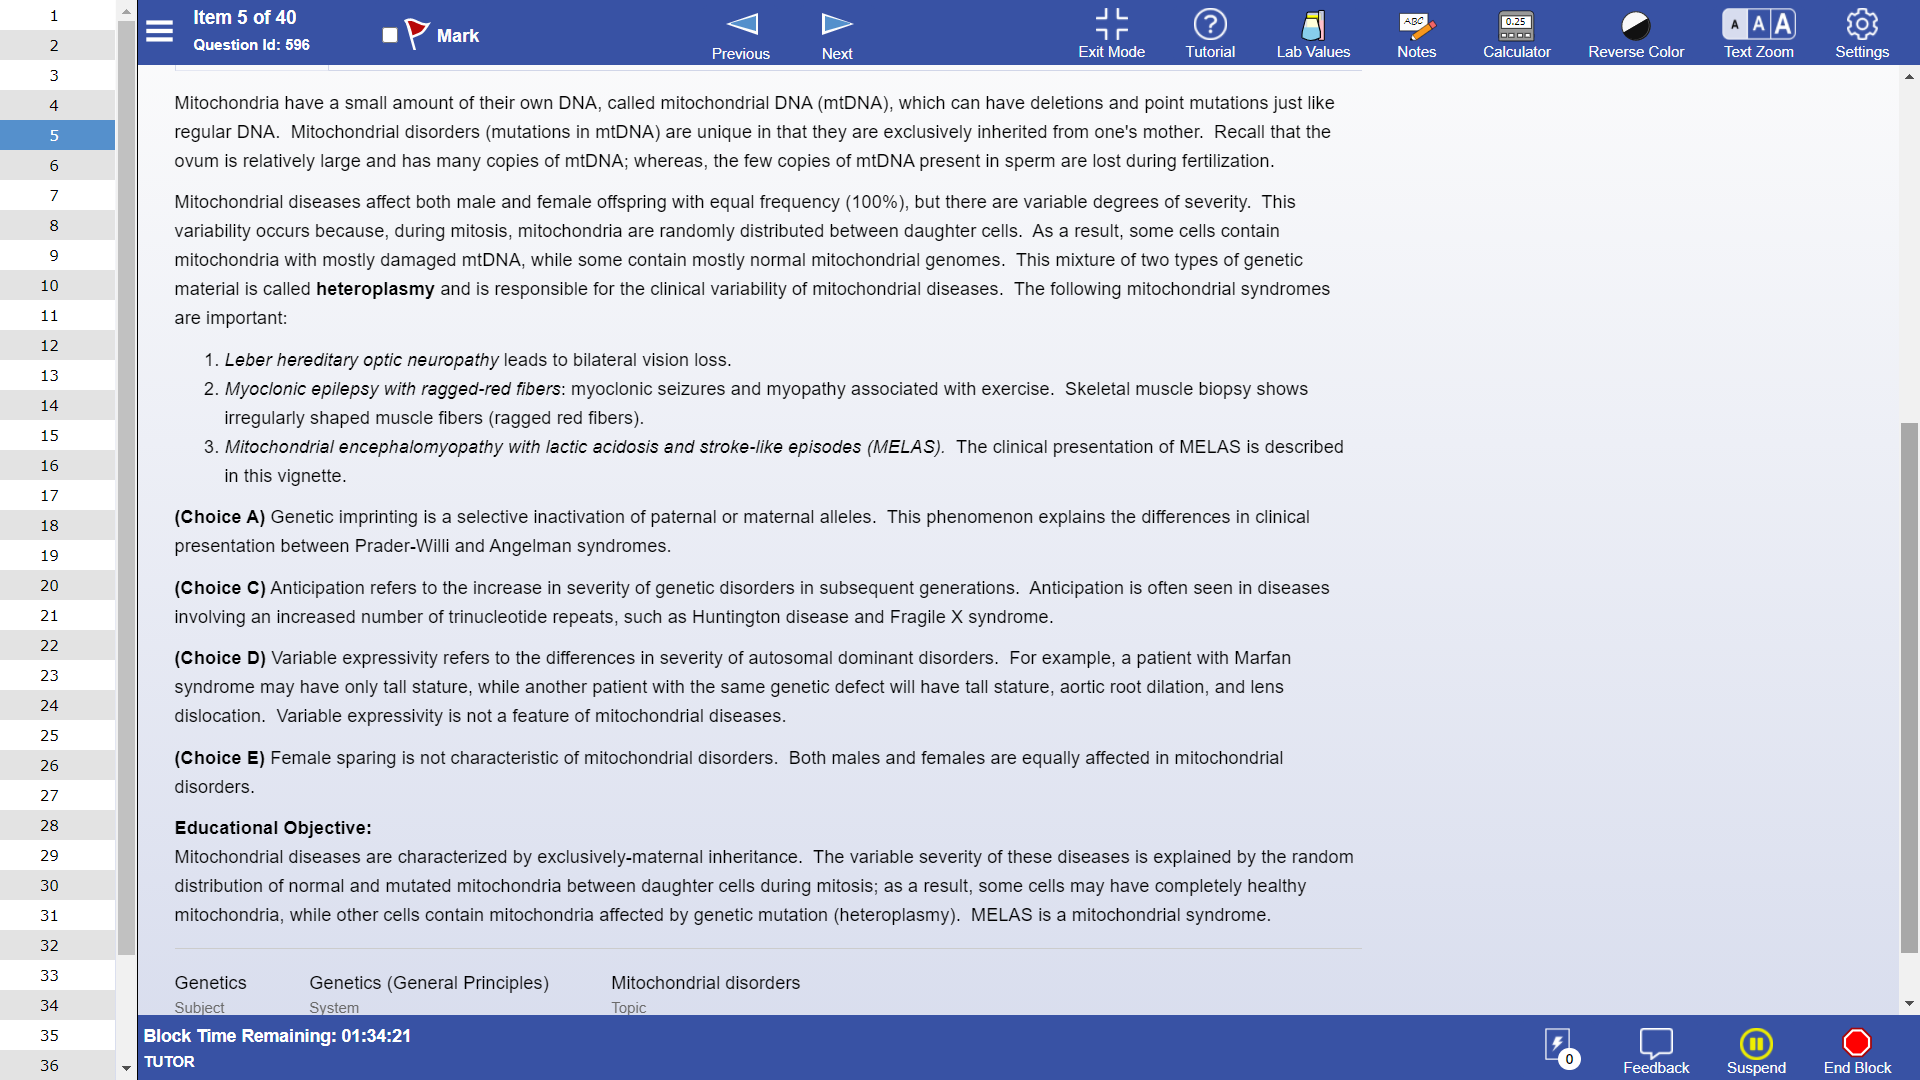 1
2
3
4
5
6
7
8
9
10
11
12
13
14
15
16
17
18
19
20
21
22
23
24
25
26
27
28
29
30
31
32
33
34
35
36
Item 5 of 40
Question Id: 596
Mark
Previous
Next
Exit Mode
Tutorial
Lab Values
Notes
Calculator
Reverse Color
Text Zoom
Settings
ABC
0.25
A A A
Mitochondria have a small amount of their own DNA, called mitochondrial DNA (mtDNA), which can have deletions and point mutations just like
regular DNA. Mitochondrial disorders (mutations in mtDNA) are unique in that they are exclusively inherited from one's mother. Recall that the
ovum is relatively large and has many copies of mtDNA; whereas, the few copies of mtDNA present in sperm are lost during fertilization.
Mitochondrial diseases affect both male and female offspring with equal frequency (100%), but there are variable degrees of severity. This
variability occurs because, during mitosis, mitochondria are randomly distributed between daughter cells. As a result, some cells contain
mitochondria with mostly damaged mtDNA, while some contain mostly normal mitochondrial genomes. This mixture of two types of genetic
material is called heteroplasmy and is responsible for the clinical variability of mitochondrial diseases. The following mitochondrial syndromes
are important:
1. Leber hereditary optic neuropathy leads to bilateral vision loss.
2. Myoclonic epilepsy with ragged-red fibers: myoclonic seizures and myopathy associated with exercise. Skeletal muscle biopsy shows
irregularly shaped muscle fibers (ragged red fibers).
3. Mitochondrial encephalomyopathy with lactic acidosis and stroke-like episodes (MELAS). The clinical presentation of MELAS is described
in this vignette.
(Choice A) Genetic imprinting is a selective inactivation of paternal or maternal alleles. This phenomenon explains the differences in clinical
presentation between Prader-Willi and Angelman syndromes.
(Choice C) Anticipation refers to the increase in severity of genetic disorders in subsequent generations. Anticipation is often seen in diseases
involving an increased number of trinucleotide repeats, such as Huntington disease and Fragile X syndrome.
(Choice D) Variable expressivity refers to the differences in severity of autosomal dominant disorders. For example, a patient with Marfan
syndrome may have only tall stature, while another patient with the same genetic defect will have tall stature, aortic root dilation, and lens
dislocation. Variable expressivity is not a feature of mitochondrial diseases.
(Choice E) Female sparing is not characteristic of mitochondrial disorders. Both males and females are equally affected in mitochondrial
disorders.
Educational Objective:
Mitochondrial diseases are characterized by exclusively-maternal inheritance. The variable severity of these diseases is explained by the random
distribution of normal and mutated mitochondria between daughter cells during mitosis; as a result, some cells may have completely healthy
mitochondria, while other cells contain mitochondria affected by genetic mutation (heteroplasmy). MELAS is a mitochondrial syndrome.
Genetics Genetics (General Principles) Mitochondrial disorders
Subject System Topic
Block Time Remaining: 01:34:21
TUTOR
0
Feedback
Suspend
End Block